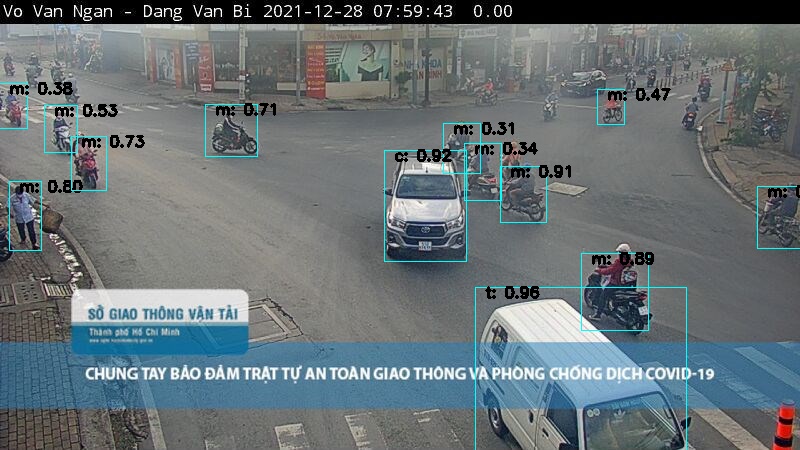 Vo Van Ngan - Dang Van Bi 2021-12-28 07:59:43 0.00
m: 0.38
m: 0.53
m: 0.73
m: 0.71
m: 0.47
m: 0.31
m: 0.34
c: 0.92
m: 0.91
m: 0.80
m: 0.89
t: 0.96
NHA KHOA
SỞ GIAO THÔNG VẬN TẢI
Thành phố Hồ Chí Minh
CHUNG TAY BẢO ĐẢM TRẬT TỰ AN TOÀN GIAO THÔNG VÀ PHÒNG CHỐNG DỊCH COVID-19